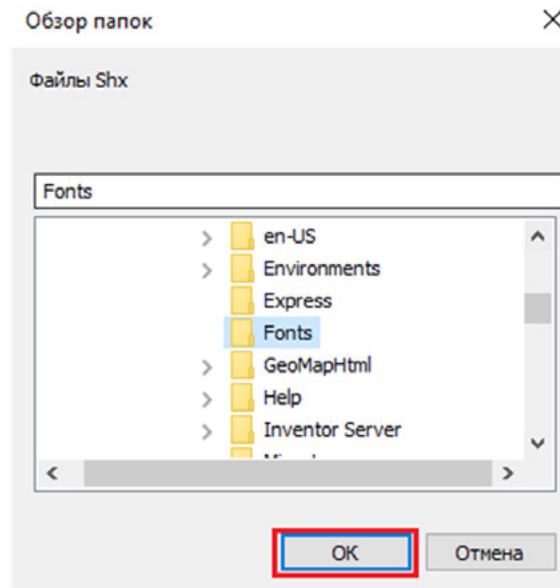 Обзор папок
Файлы Shx
Fonts
en-US
Environments
Express
Fonts
GeoMapHtml
Help
Inventor Server
OK
Отмена